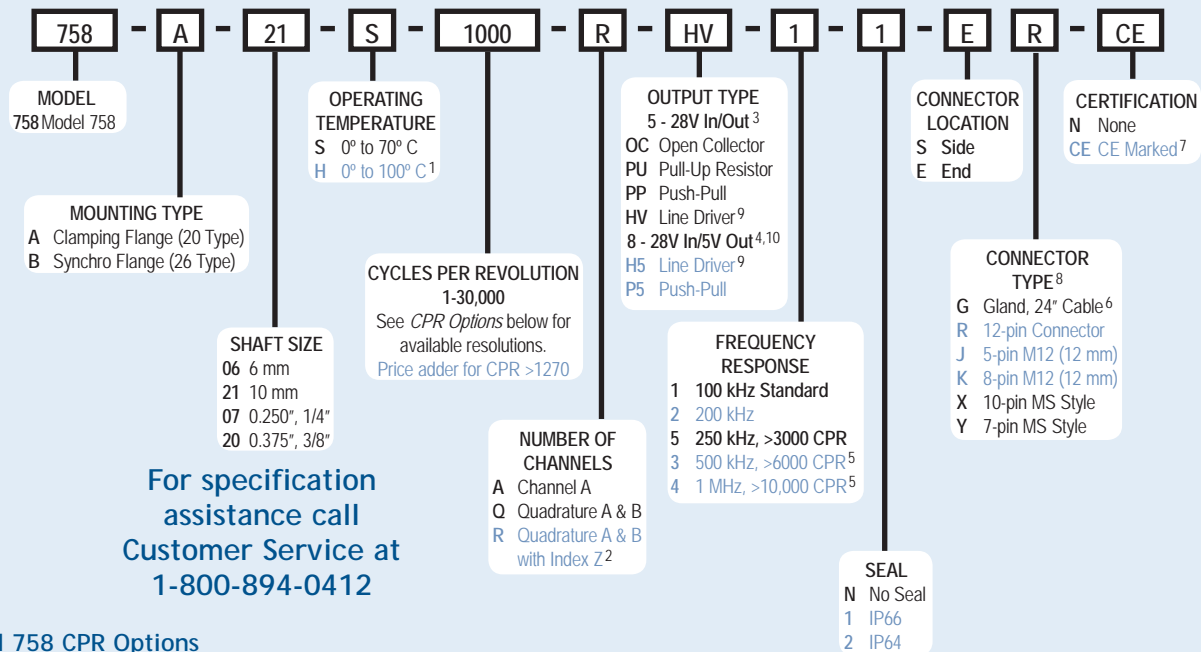 758 - A - 21 - S - 1000 - R - HV - 1 - 1 - E R - CE
MODEL
758 Model 758
MOUNTING TYPE
A Clamping Flange (20 Type)
B Synchro Flange (26 Type)
SHAFT SIZE
06 6 mm
21 10 mm
07 0.250", 1/4"
20 0.375", 3/8"
OPERATING
TEMPERATURE
S 0º to 70º C
H 0º to 100º C 1
CYCLES PER REVOLUTION
1-30,000
See CPR Options below for
available resolutions.
Price adder for CPR >1270
NUMBER OF
CHANNELS
A Channel A
Q Quadrature A & B
R Quadrature A & B
with Index Z 2
OUTPUT TYPE
5 - 28V In/Out 3
OC Open Collector
PU Pull-Up Resistor
PP Push-Pull
HV Line Driver 9
8 - 28V In/5V Out 4,10
H5 Line Driver 9
P5 Push-Pull
FREQUENCY
RESPONSE
1 100 kHz Standard
2 200 kHz
5 250 kHz, >3000 CPR
3 500 kHz, >6000 CPR 5
4 1 MHz, >10,000 CPR 5
SEAL
N No Seal
1 IP66
2 IP64
CONNECTOR
LOCATION
S Side
E End
CONNECTOR
TYPE 8
G Gland, 24" Cable 6
R 12-pin Connector
J 5-pin M12 (12 mm)
K 8-pin M12 (12 mm)
X 10-pin MS Style
Y 7-pin MS Style
CERTIFICATION
N None
CE CE Marked 7
For specification
assistance call
Customer Service at
1-800-894-0412
758 CPR Options